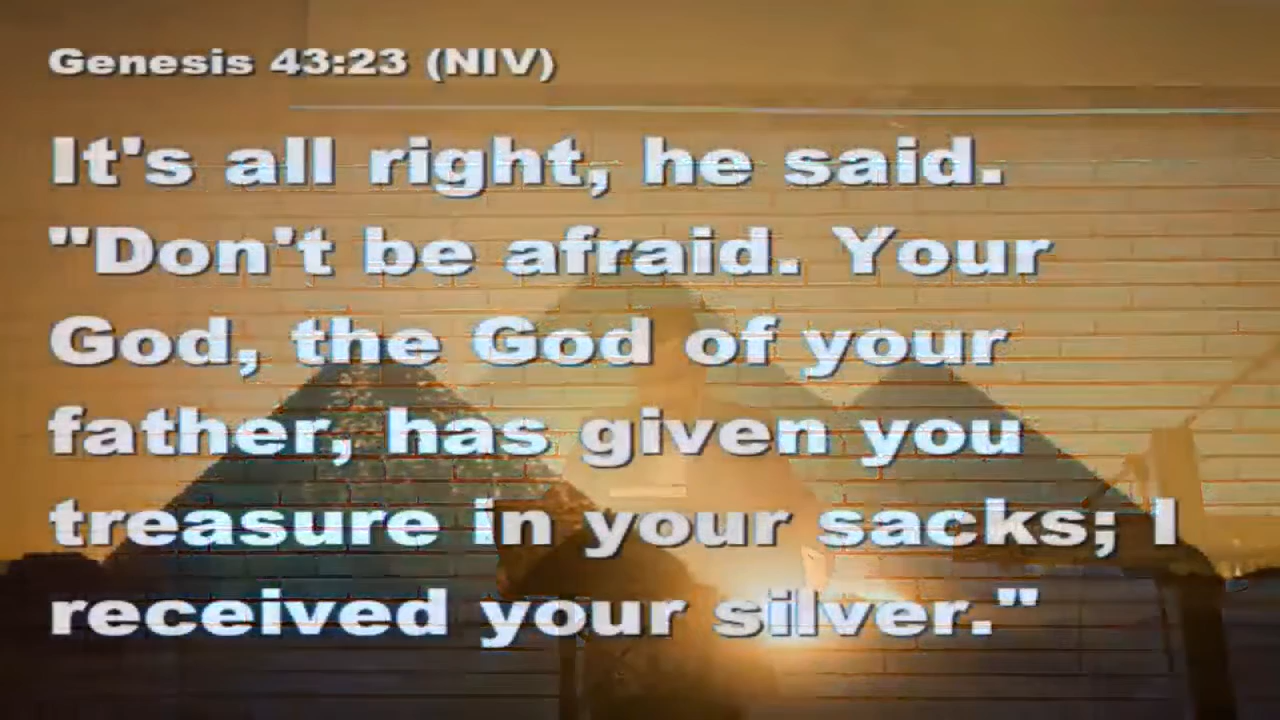 Genesis 43:23 (NIV)
It's all right, he said.
"Don't be afraid. Your
God, the God of your
father, has given you
treasure in your sacks; I
received your silver."